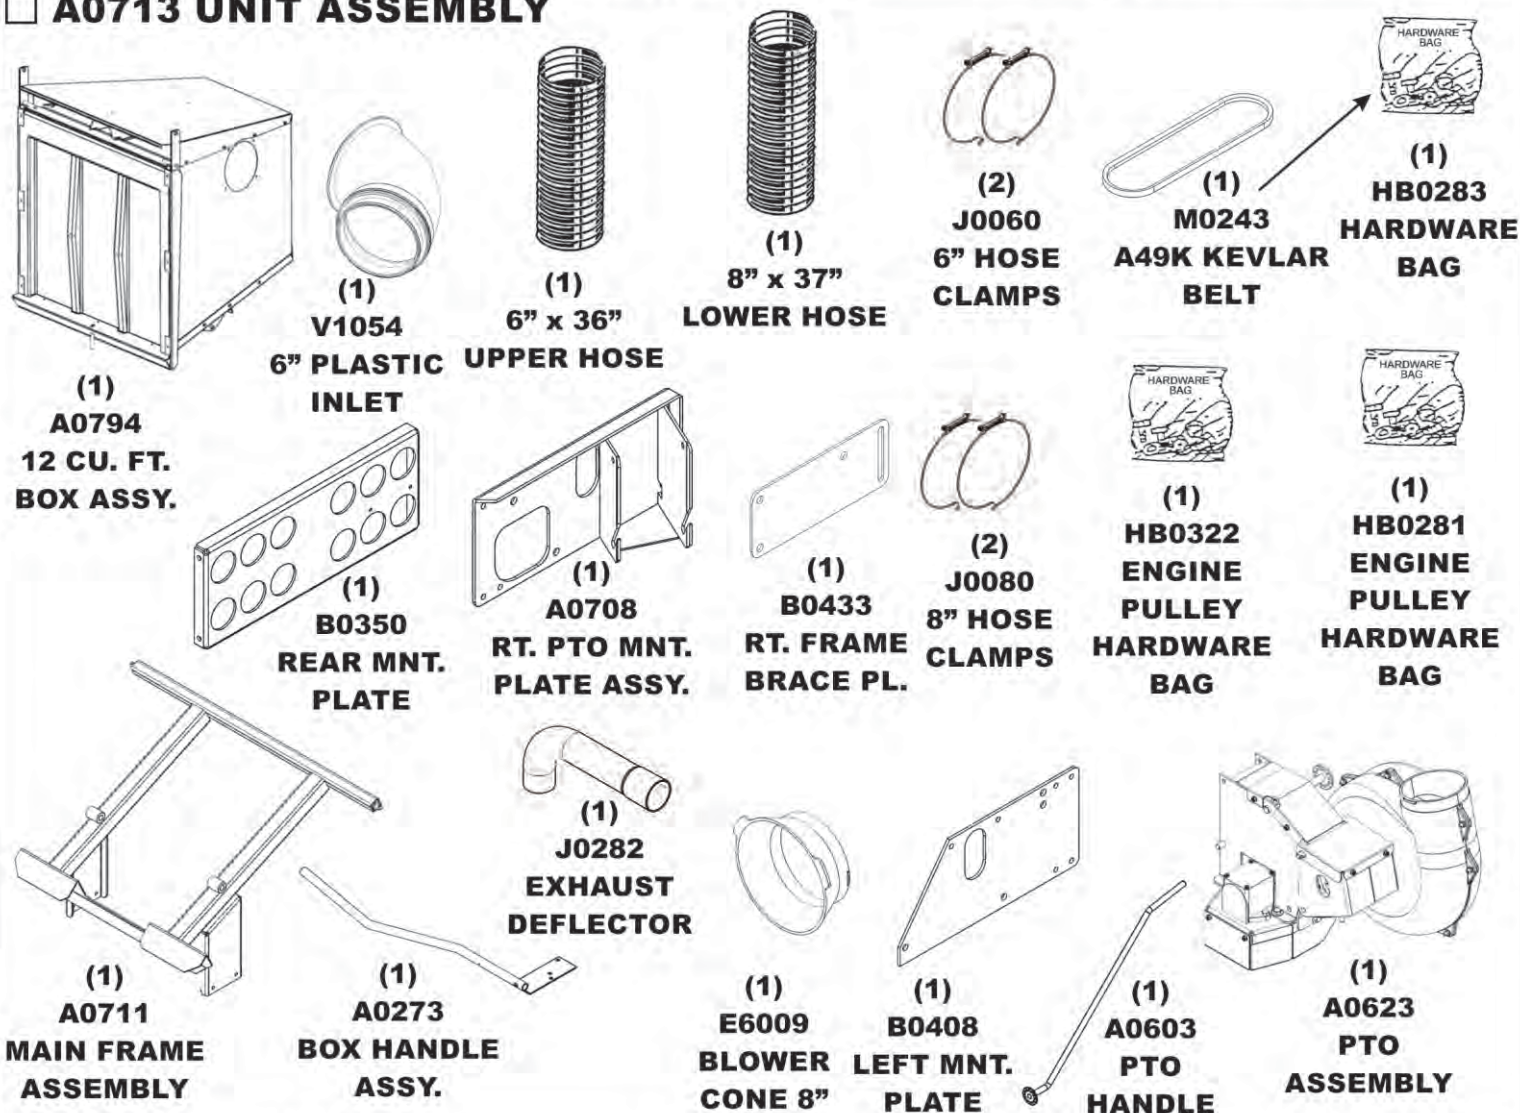 A0713 UNIT ASSEMBLY
(1)
A0794
12 CU. FT.
BOX ASSY.
(1)
V1054
6” PLASTIC
INLET
(1)
6” x 36”
UPPER HOSE
(1)
8” x 37”
LOWER HOSE
(2)
J0060
6” HOSE
CLAMPS
(1)
M0243
A49K KEVLAR
BELT
HARDWARE
BAG
(1)
HB0283
HARDWARE
BAG
(1)
B0350
REAR MNT.
PLATE
(1)
A0708
RT. PTO MNT.
PLATE ASSY.
(1)
B0433
RT. FRAME
BRACE PL.
(2)
J0080
8” HOSE
CLAMPS
HARDWARE
BAG
(1)
HB0322
ENGINE
PULLEY
HARDWARE
BAG
HARDWARE
BAG
(1)
HB0281
ENGINE
PULLEY
HARDWARE
BAG
(1)
A0711
MAIN FRAME
ASSEMBLY
(1)
A0273
BOX HANDLE
ASSY.
(1)
J0282
EXHAUST
DEFLECTOR
(1)
E6009
BLOWER
CONE 8”
(1)
B0408
LEFT MNT.
PLATE
(1)
A0603
PTO
HANDLE
(1)
A0623
PTO
ASSEMBLY